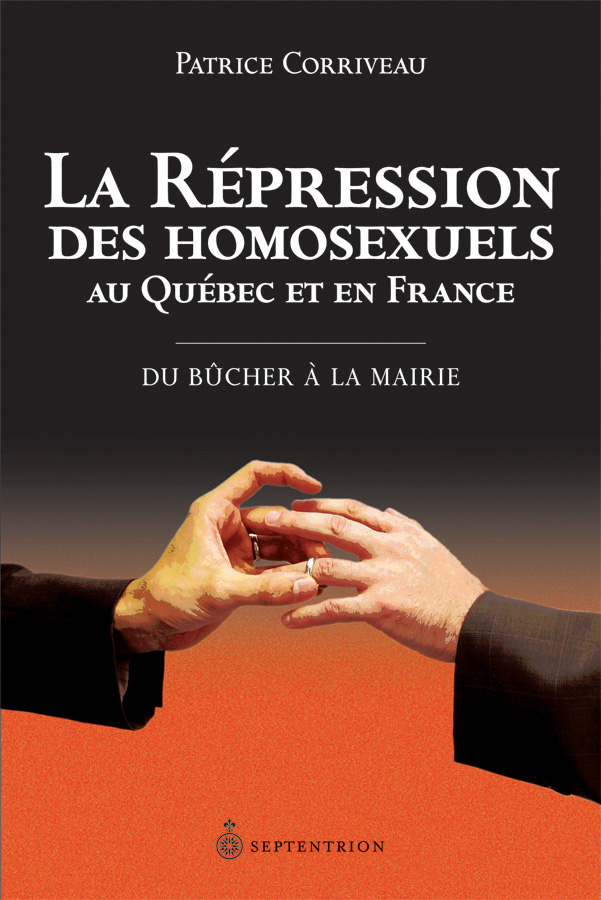 Patrice Corriveau
La Répression
des homosexuels
au Québec et en France
du bûcher à la mairie
Septentrion